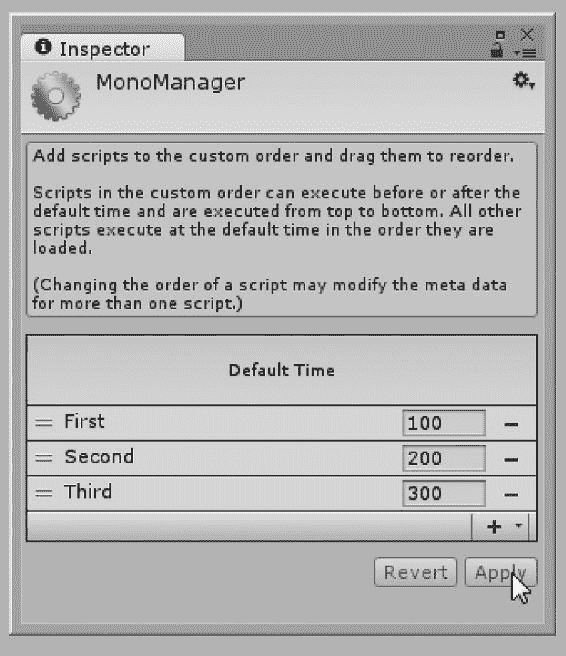 Inspector
MonoManager
Add scripts to the custom order and drag them to reorder.
Scripts in the custom order can execute before or after the
default time and are executed from top to bottom. All other
scripts execute at the default time in the order they are
loaded.
(Changing the order of a script may modify the meta data
for more than one script.)
Default Time
First 100
Second 200
Third 300
Revert Apply